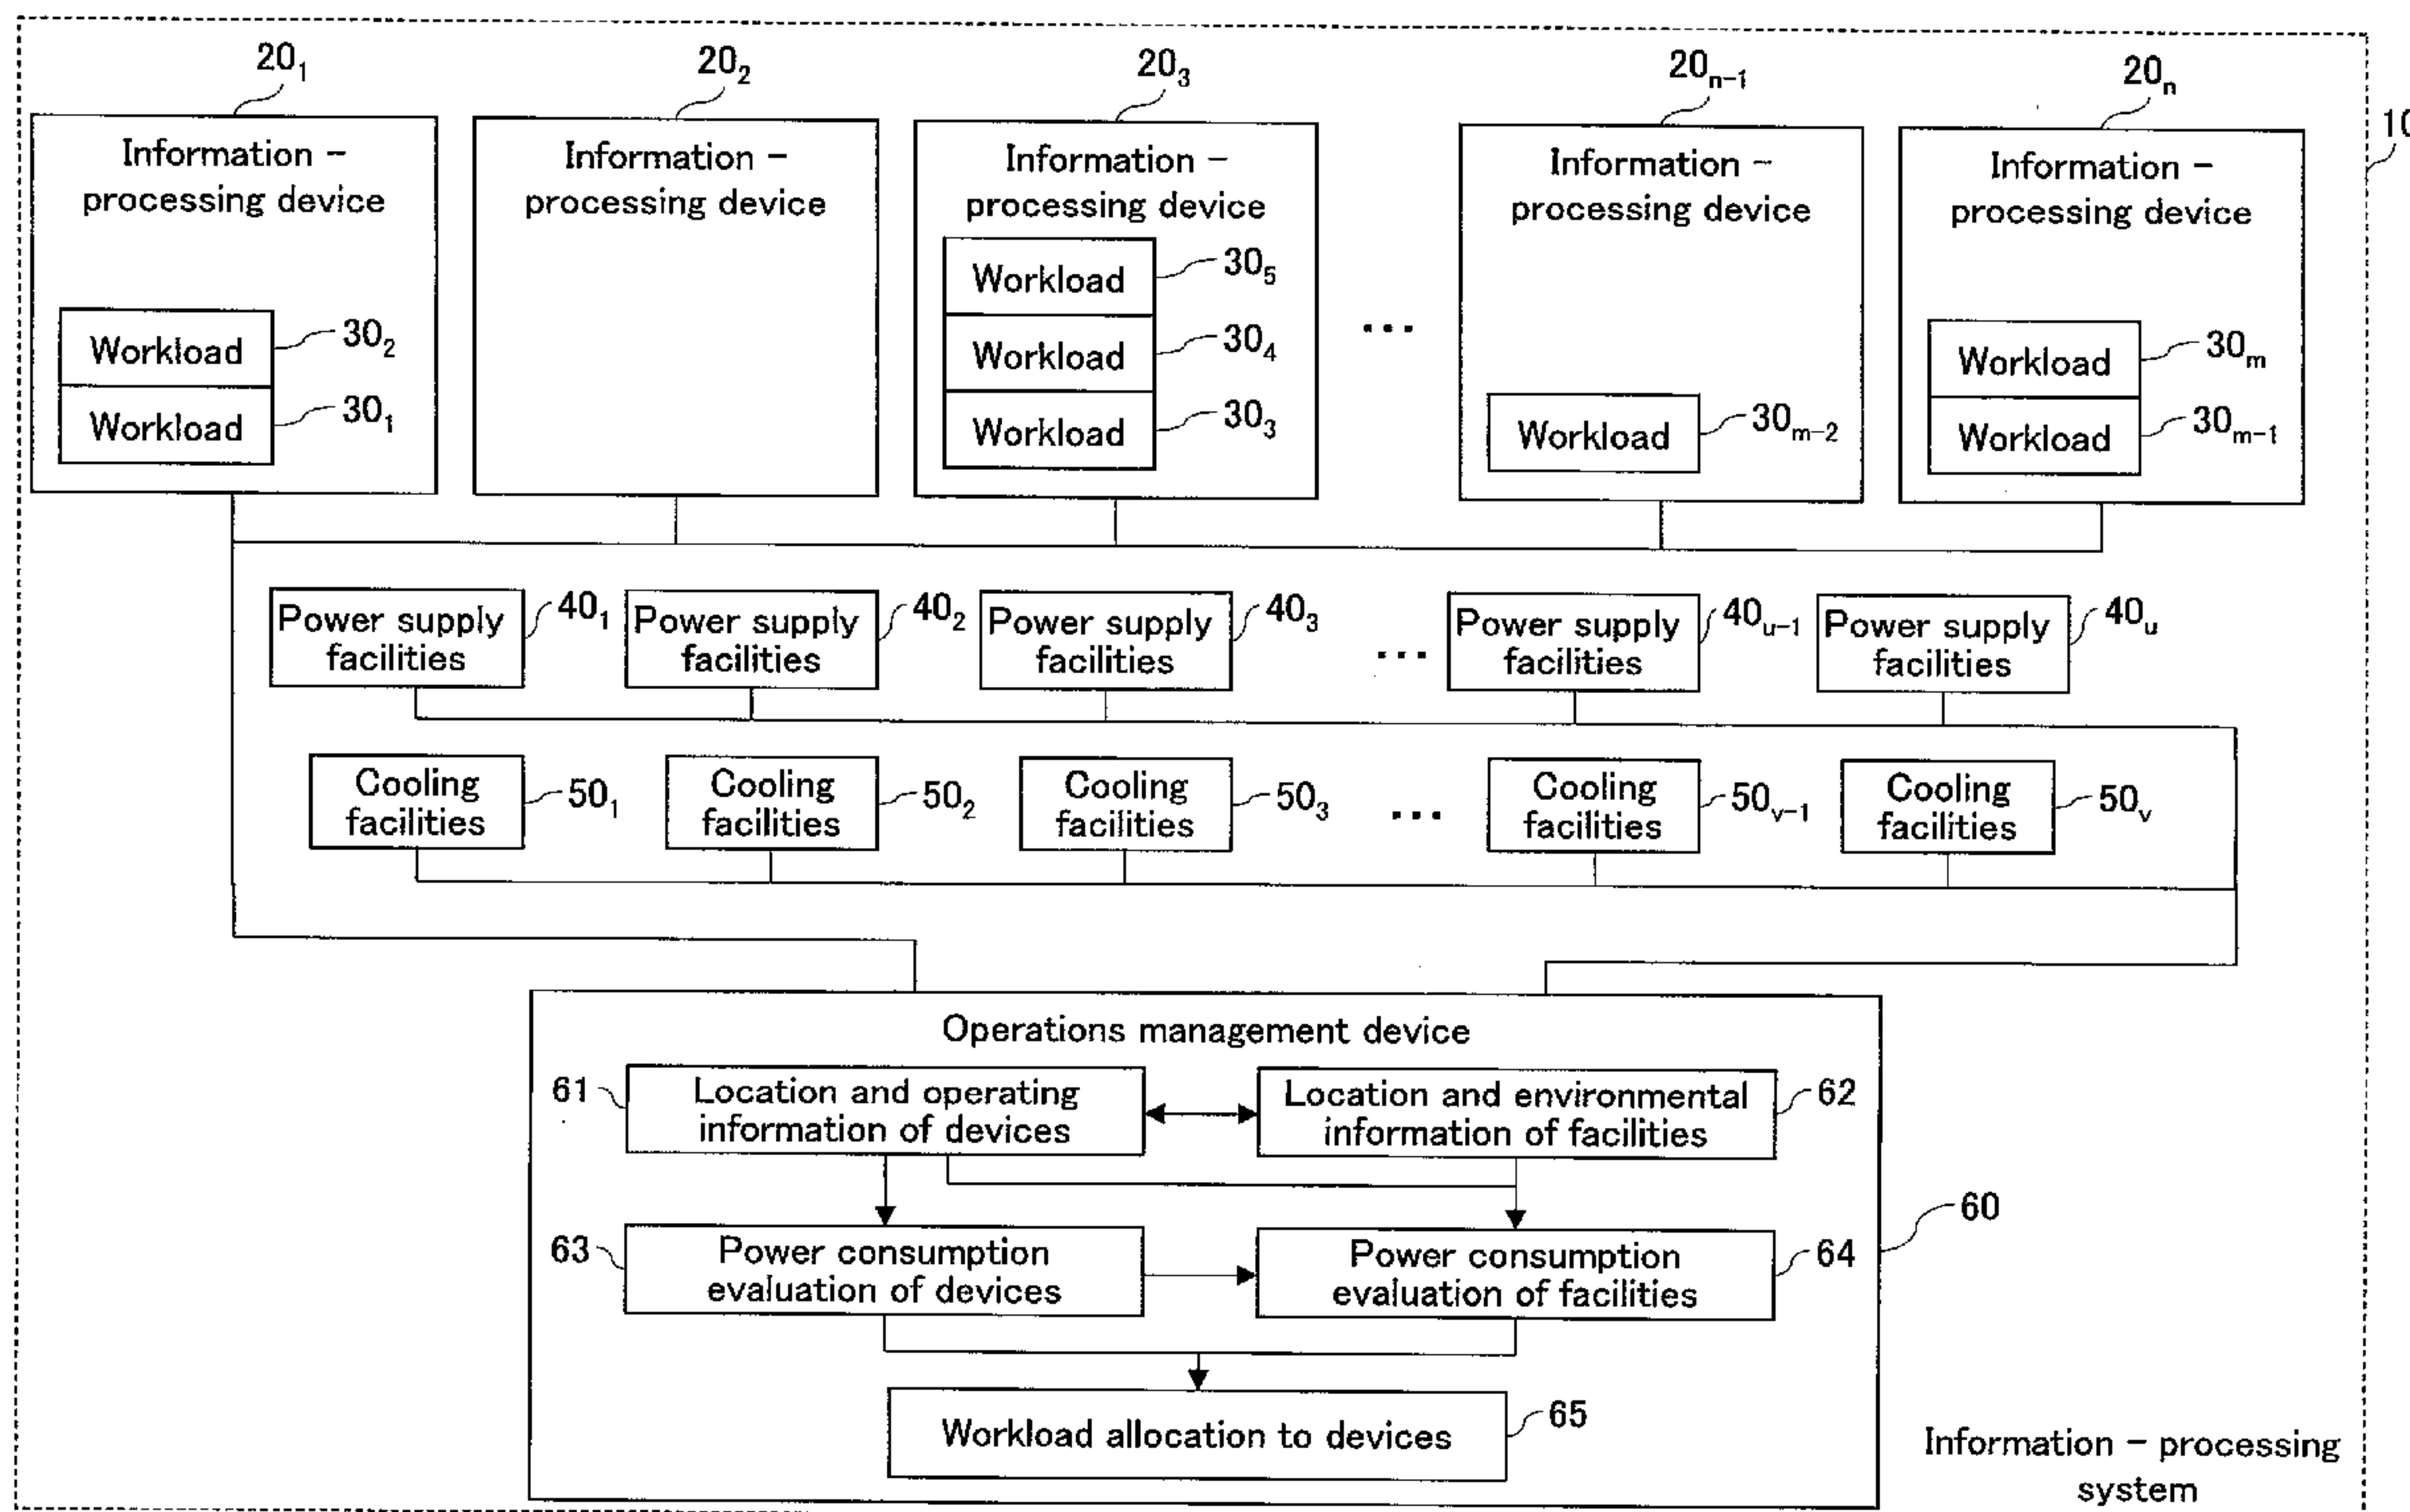 20₁
20₂
20₃
20ₙ₋₁
20ₙ
10
Information –
processing device
Information –
processing device
Information –
processing device
Information –
processing device
Information –
processing device
Workload
30₂
Workload
30₁
Workload
30₅
Workload
30₄
Workload
30₃
...
Workload
30ₘ₋₂
Workload
30ₘ
Workload
30ₘ₋₁
Power supply
facilities
40₁
Power supply
facilities
40₂
Power supply
facilities
40₃
...
Power supply
facilities
40ᵤ₋₁
Power supply
facilities
40ᵤ
Cooling
facilities
50₁
Cooling
facilities
50₂
Cooling
facilities
50₃
...
Cooling
facilities
50ᵥ₋₁
Cooling
facilities
50ᵥ
Operations management device
61
Location and operating
information of devices
Location and environmental
information of facilities
62
60
63
Power consumption
evaluation of devices
Power consumption
evaluation of facilities
64
Workload allocation to devices
65
Information – processing
system